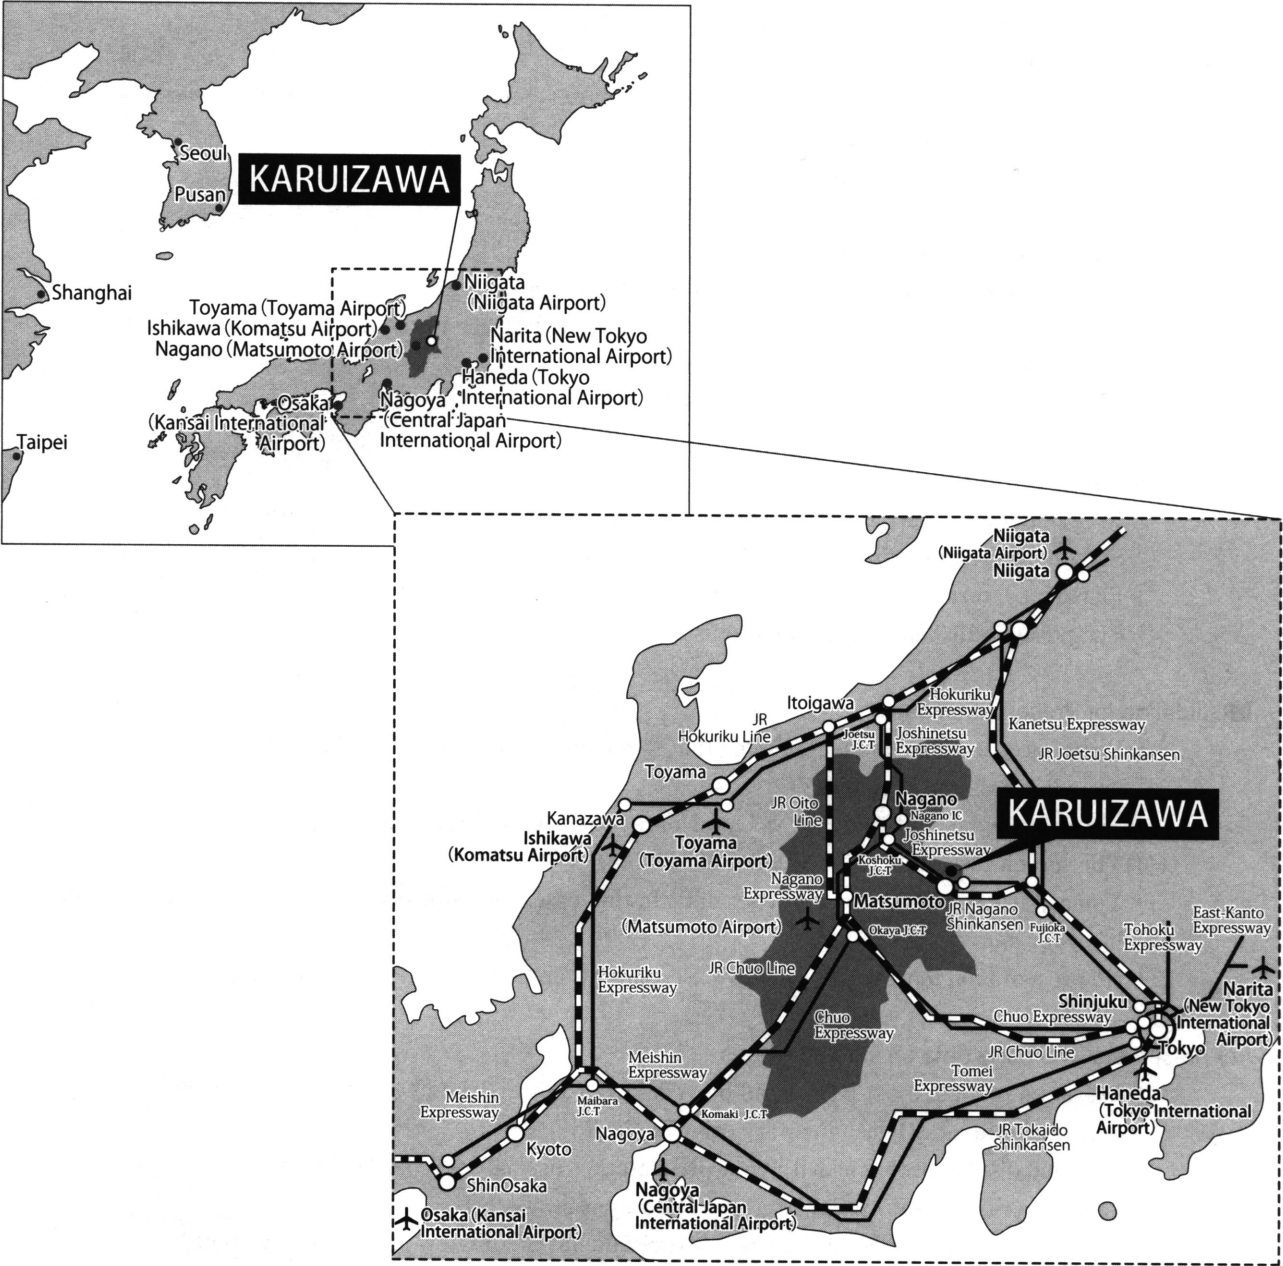 Seoul
KARUIZAWA
Pusan
Shanghai
Niigata
(Niigata Airport)
Toyama (Toyama Airport)
Ishikawa (Komatsu Airport)
Nagano (Matsumoto Airport)
Narita (New Tokyo
International Airport)
Haneda (Tokyo
International Airport)
Osaka
(Kansai International
Airport)
Nagoya
(Central Japan
International Airport)
Taipei
Niigata
(Niigata Airport)
Niigata
Itoigawa
Hokuriku
Expressway
JR
Hokuriku Line
Joetsu
J.C.T
Joshinetsu
Expressway
Kanetsu Expressway
JR Joetsu Shinkansen
Toyama
JR Oito
Line
Nagano
Nagano IC
KARUIZAWA
Kanazawa
Ishikawa
(Komatsu Airport)
Toyama
(Toyama Airport)
Joshinetsu
Expressway
Koshoku
J.C.T
Nagano
Expressway
Matsumoto
JR Nagano
Shinkansen
Fujioka
J.C.T
Tohoku
Expressway
East-Kanto
Expressway
(Matsumoto Airport)
Okaya J.C.T
JR Chuo Line
Hokuriku
Expressway
Chuo
Expressway
Shinjuku
Chuo Expressway
Narita
(New Tokyo
International
Airport)
JR Chuo Line
Tokyo
Meishin
Expressway
Tomei
Expressway
Haneda
(Tokyo International
Airport)
Meishin
Expressway
Maibara
J.C.T
Komaki J.C.T
Kyoto
Nagoya
JR Tokaido
Shinkansen
ShinOsaka
Nagoya
(Central Japan
International Airport)
Osaka (Kansai
International Airport)